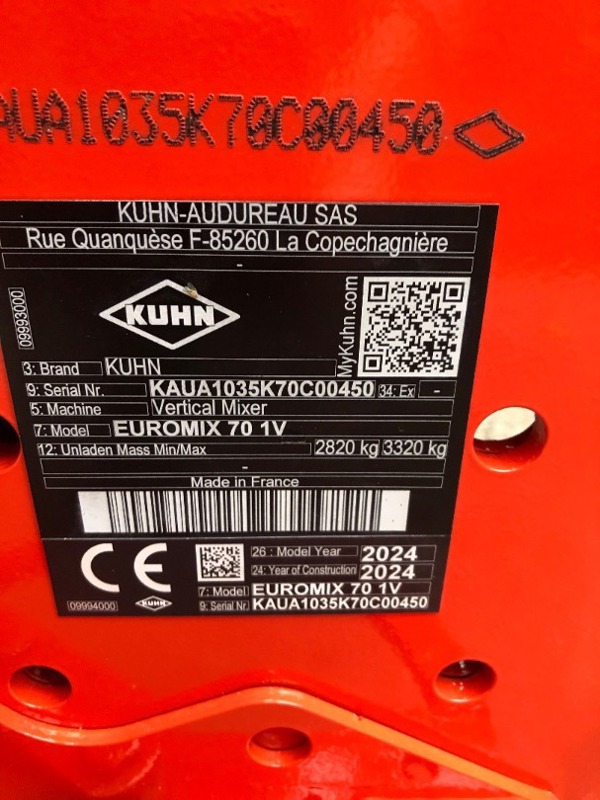 AUA1035K70C00450
KUHN-AUDUREAU SAS
Rue Quanquèse F-85260 La Copechagnière
-
09993000
KUHN
MyKuhn.com
3: Brand KUHN
9: Serial Nr. KAUA1035K70C00450 34: Ex -
5: Machine Vertical Mixer
7: Model EUROMIX 70 1V
12: Unladen Mass Min/Max 2820 kg 3320 kg
-
Made in France
CE
26 : Model Year 2024
24: Year of Construction 2024
7: Model EUROMIX 70 1V
09994000 KUHN 9: Serial Nr. KAUA1035K70C00450